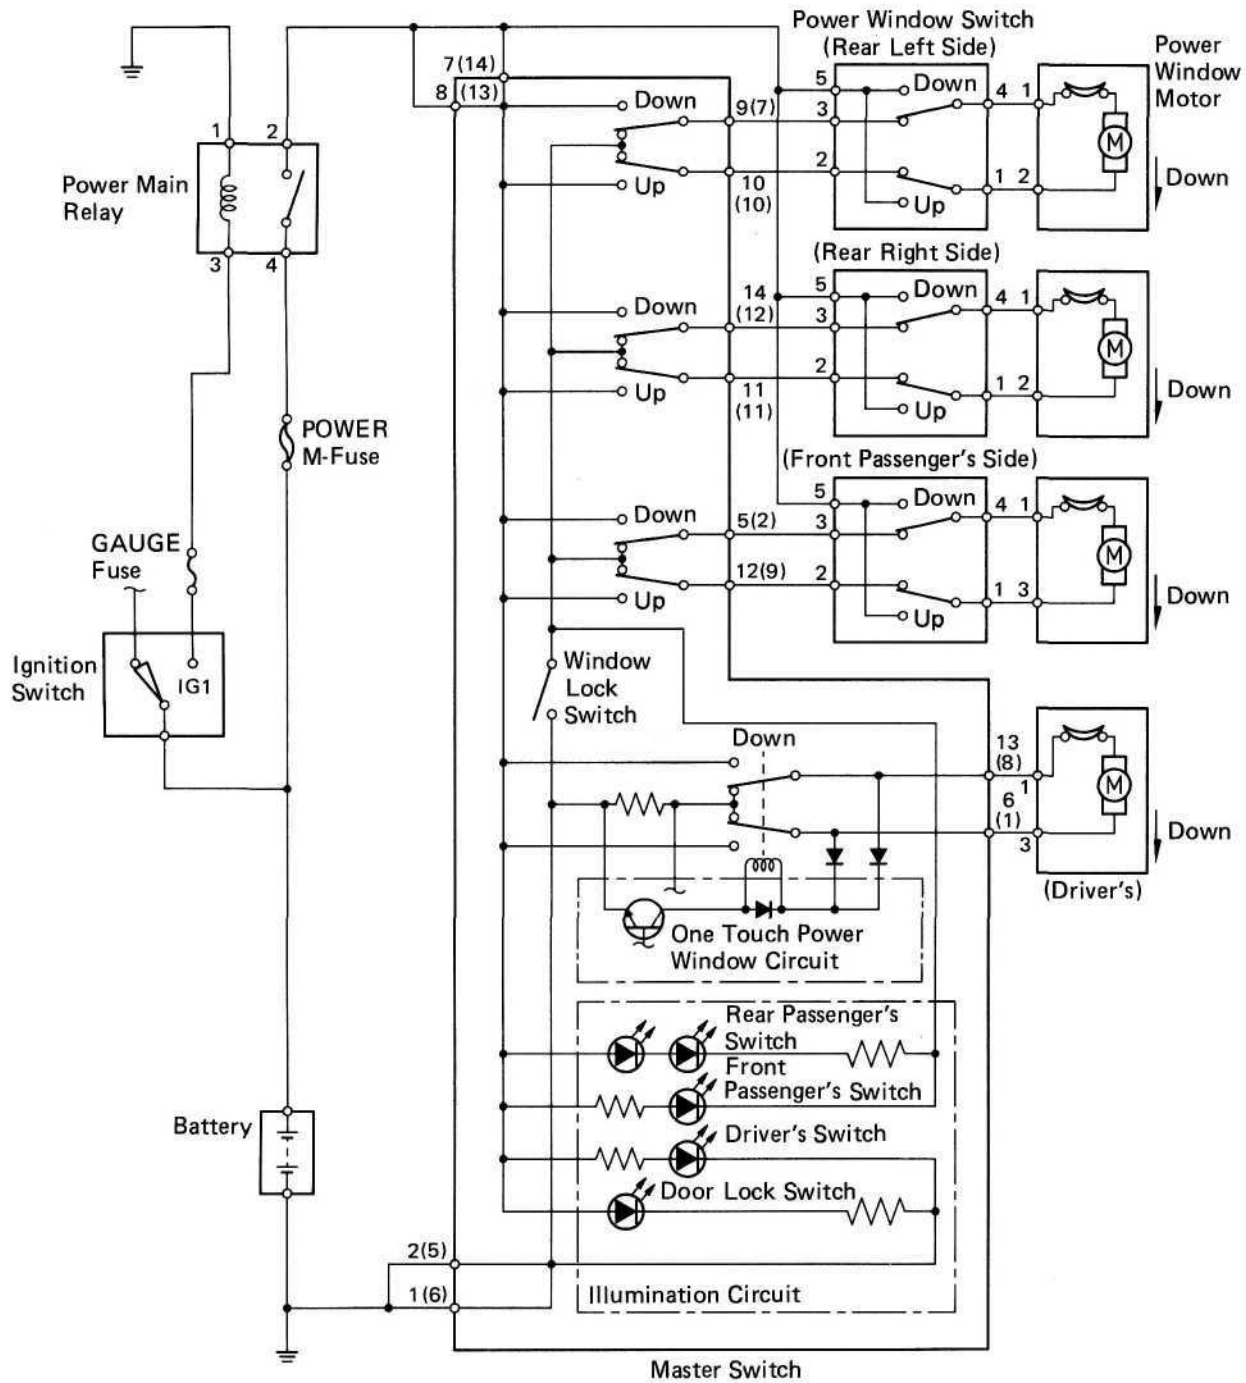 Power Window Switch
(Rear Left Side)
Power
Window
Motor
7 (14)
8
(13)
Down
9(7)
5
3
Down
4
1
M
1
2
Power Main
Relay
Up
10
(10)
2
Up
1
2
Down
3
4
(Rear Right Side)
Down
14
(12)
5
3
Down
4
1
M
Up
11
(11)
2
Up
1
2
Down
POWER
M-Fuse
(Front Passenger's Side)
Down
5(2)
5
3
Down
4
1
M
GAUGE
Fuse
12(9)
2
Up
Up
1
3
Down
Ignition
Switch
IG1
Window
Lock
Switch
Down
13
(8)
1
M
6
(1)
3
Down
(Driver's)
One Touch Power
Window Circuit
Rear Passenger's
Switch
Front
Passenger's Switch
Battery
Driver's Switch
Door Lock Switch
2(5)
1(6)
Illumination Circuit
Master Switch